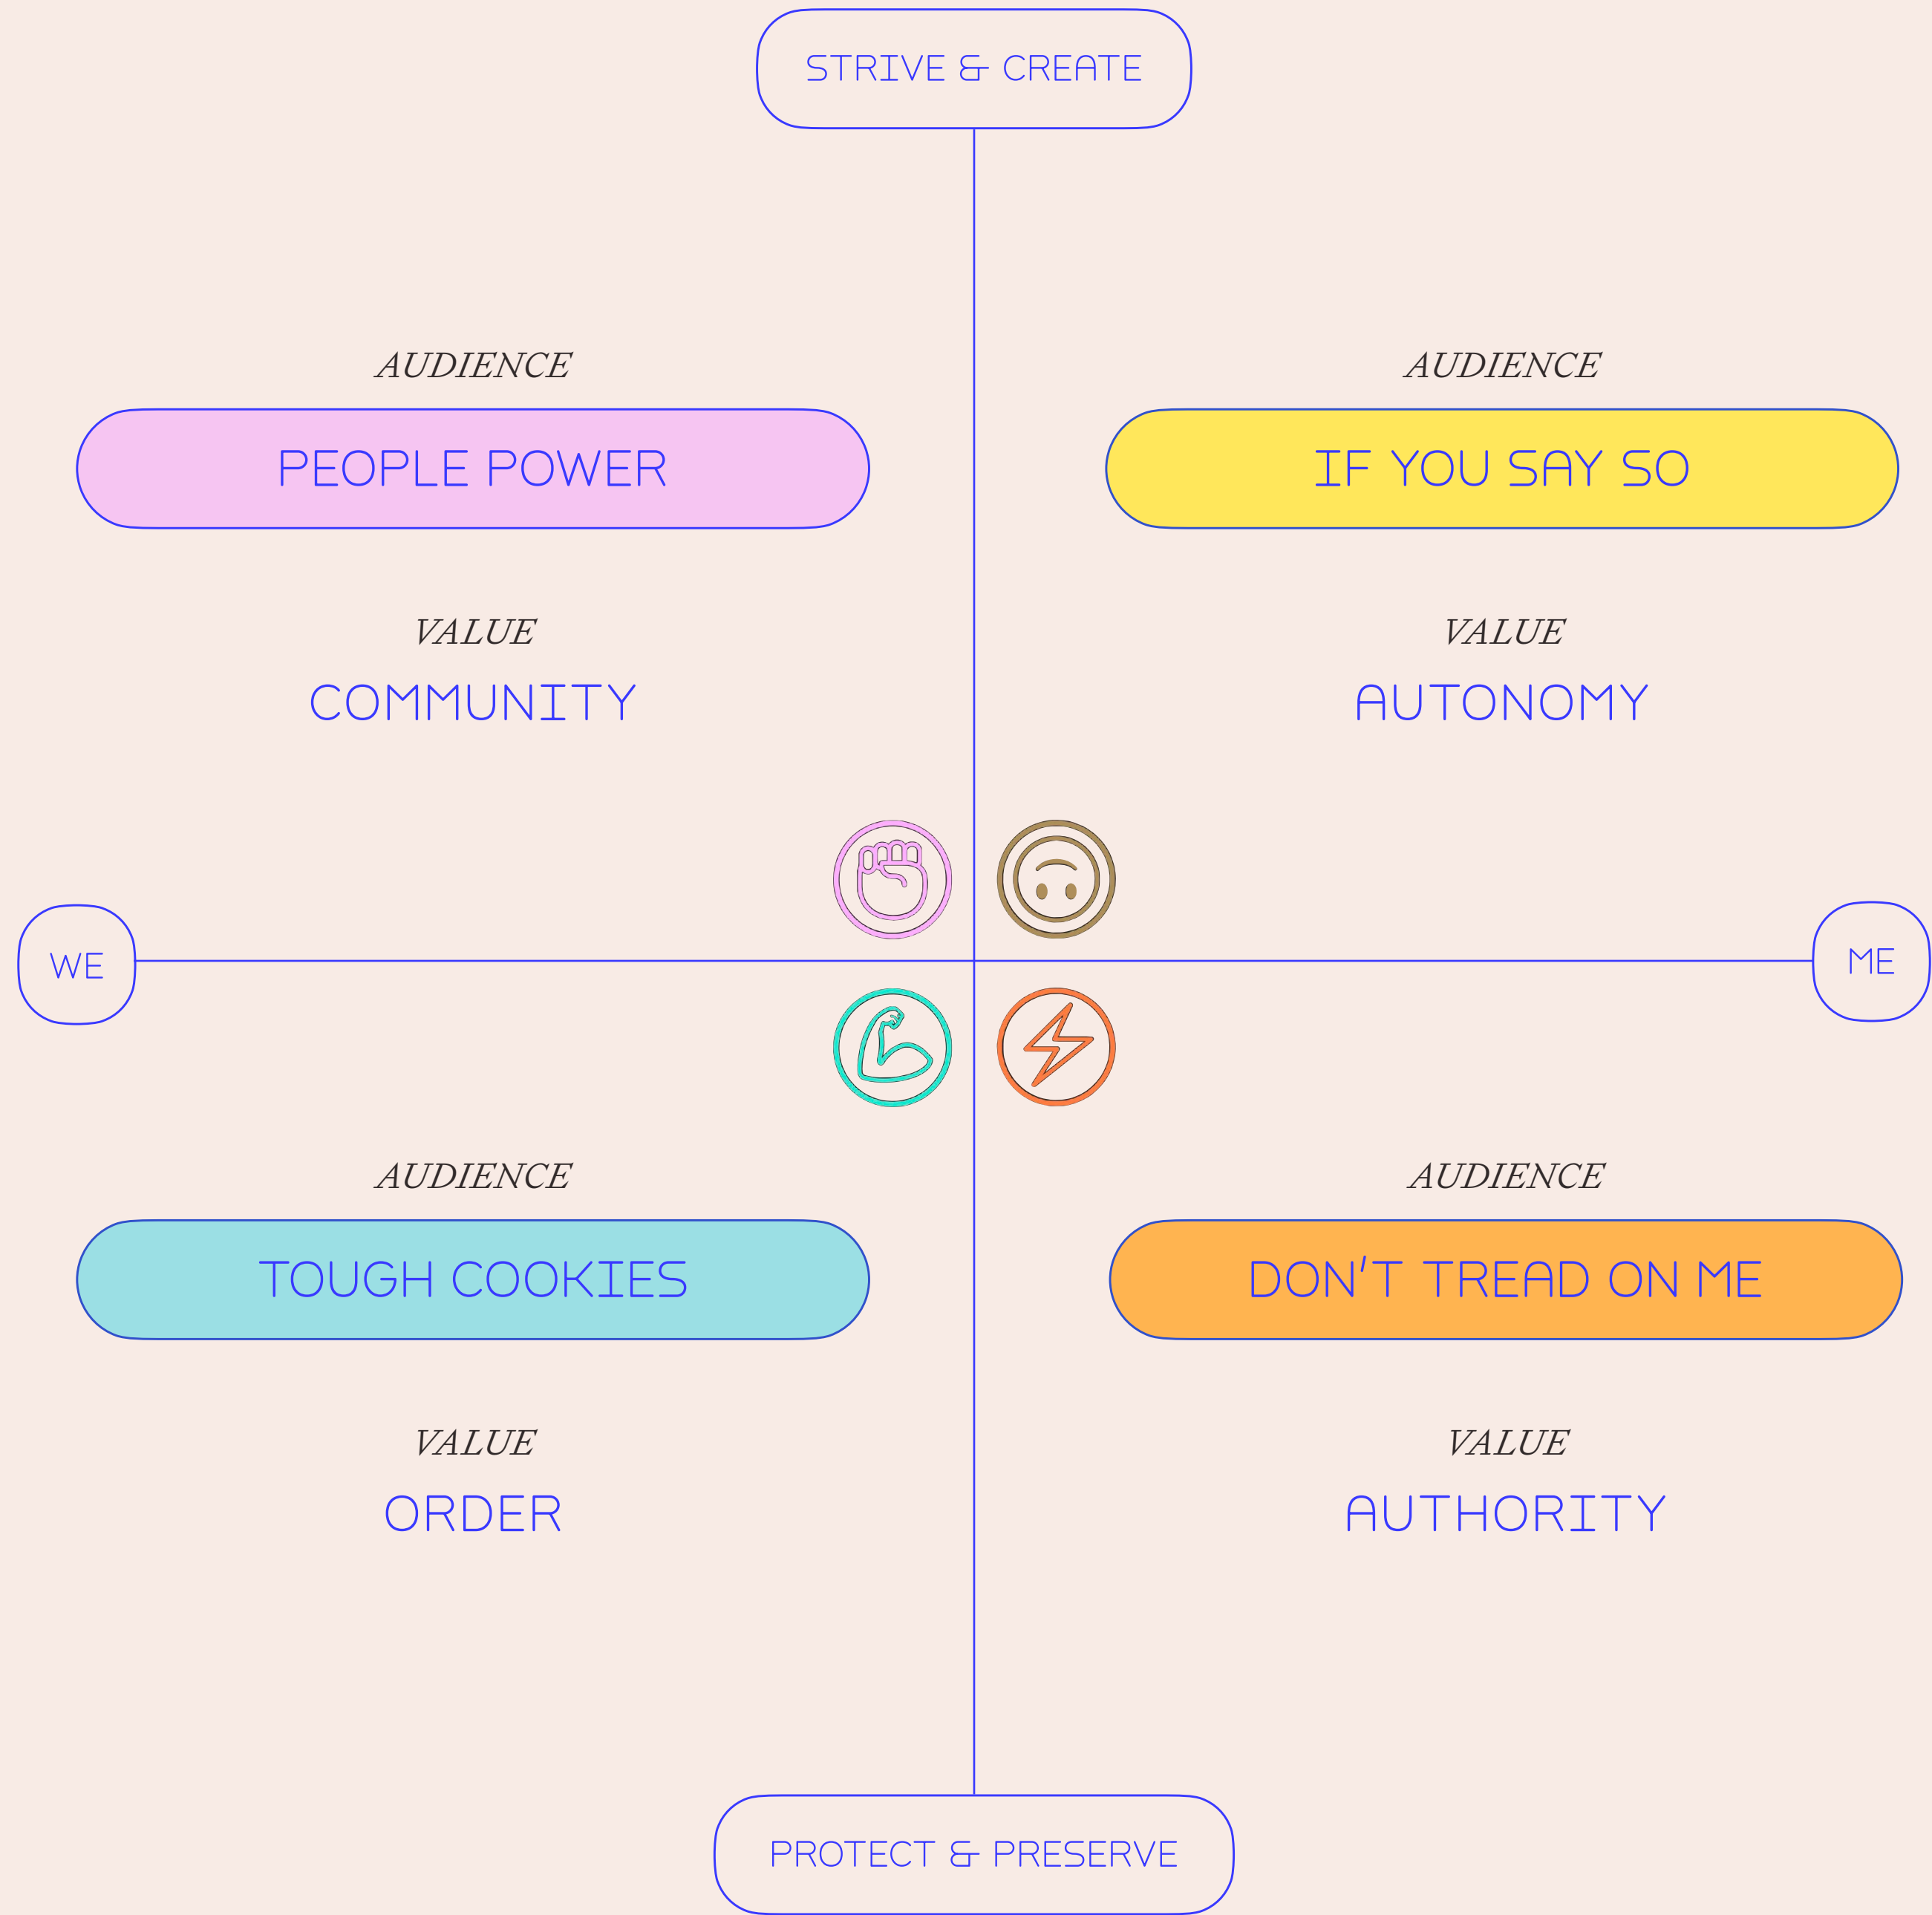 STRIVE & CREATE
AUDIENCE
PEOPLE POWER
VALUE
COMMUNITY
AUDIENCE
IF YOU SAY SO
VALUE
AUTONOMY
WE
ME
AUDIENCE
TOUGH COOKIES
VALUE
ORDER
AUDIENCE
DON'T TREAD ON ME
VALUE
AUTHORITY
PROTECT & PRESERVE